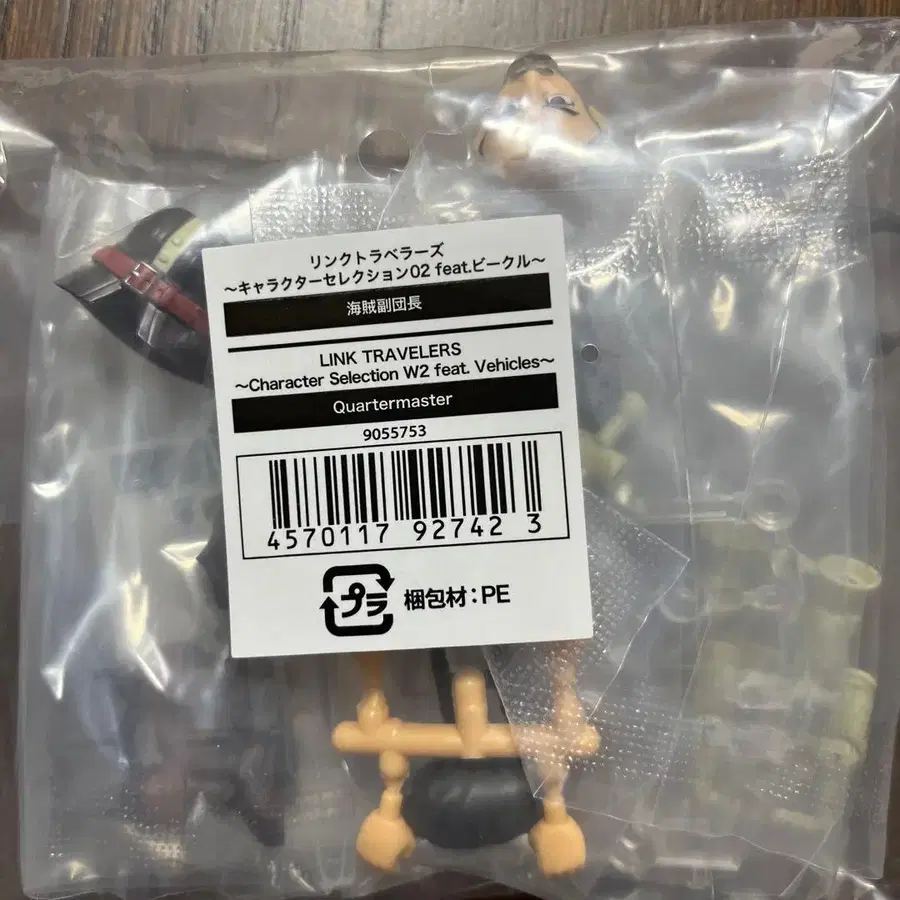 リンクトラベラーズ
～キャラクターセレクション02 feat.ビークル～
海賊副団長
LINK TRAVELERS
～Character Selection W2 feat. Vehicles～
Quartermaster
9055753
4570117 92742 3
プラ
梱包材：PE